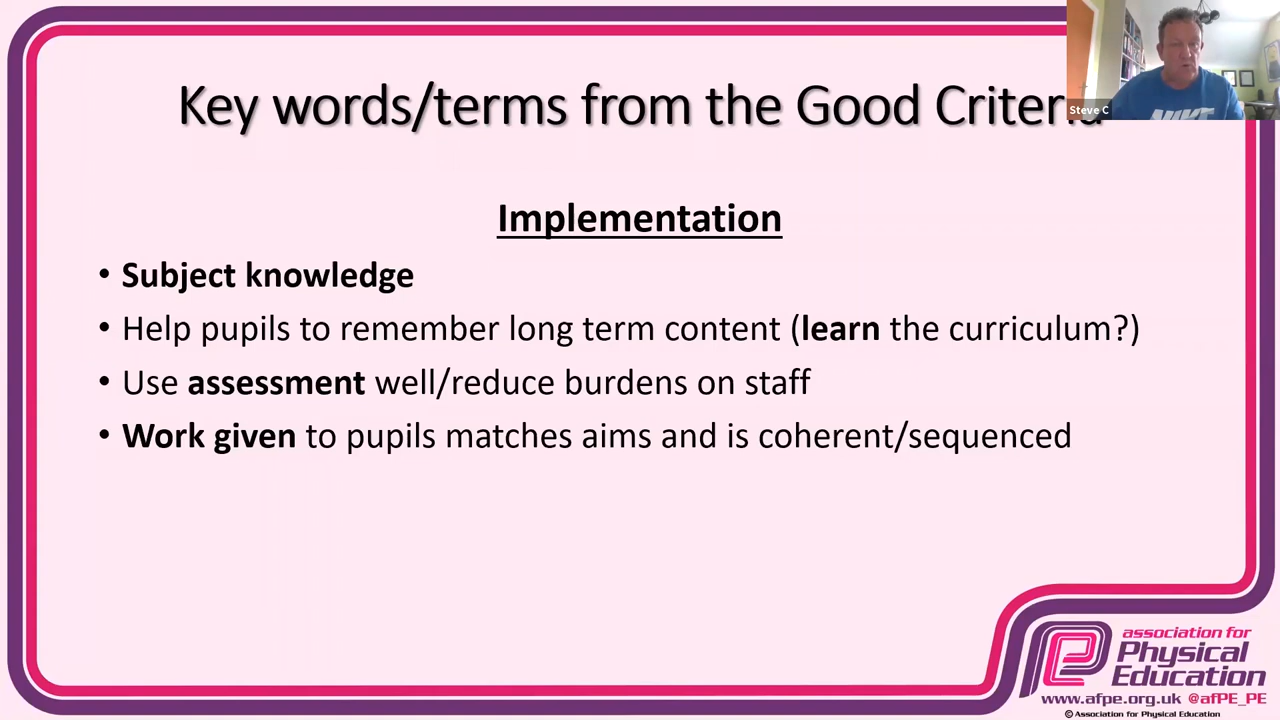 Key words/terms from the Good Criteria
Steve C
NIKE
Implementation
• Subject knowledge
• Help pupils to remember long term content (learn the curriculum?)
• Use assessment well/reduce burdens on staff
• Work given to pupils matches aims and is coherent/sequenced
association for
Physical
Education
www.afpe.org.uk @afPE_PE
© Association for Physical Education